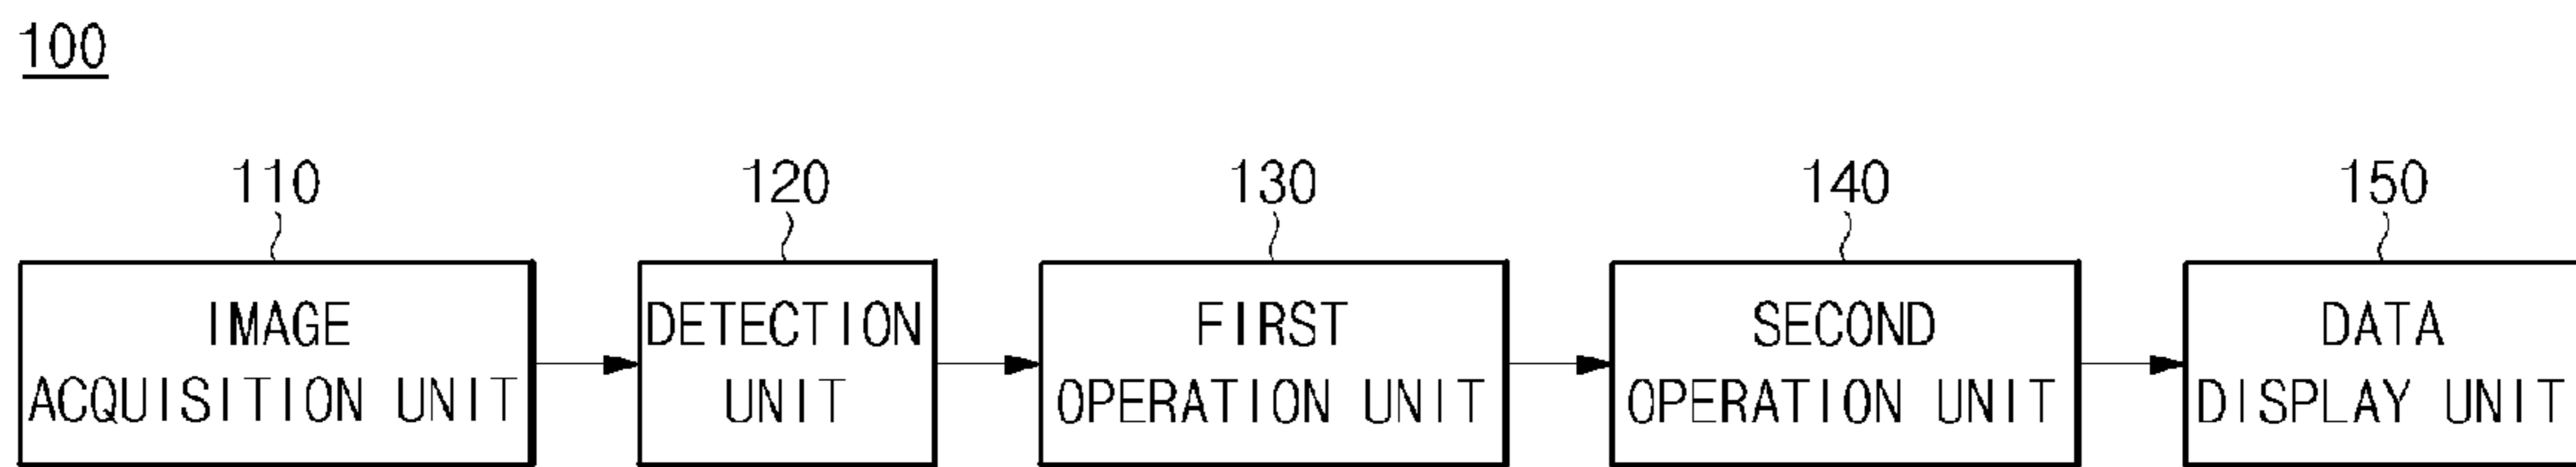 100
110
120
130
140
150
IMAGE
ACQUISITION UNIT
DETECTION
UNIT
FIRST
OPERATION UNIT
SECOND
OPERATION UNIT
DATA
DISPLAY UNIT